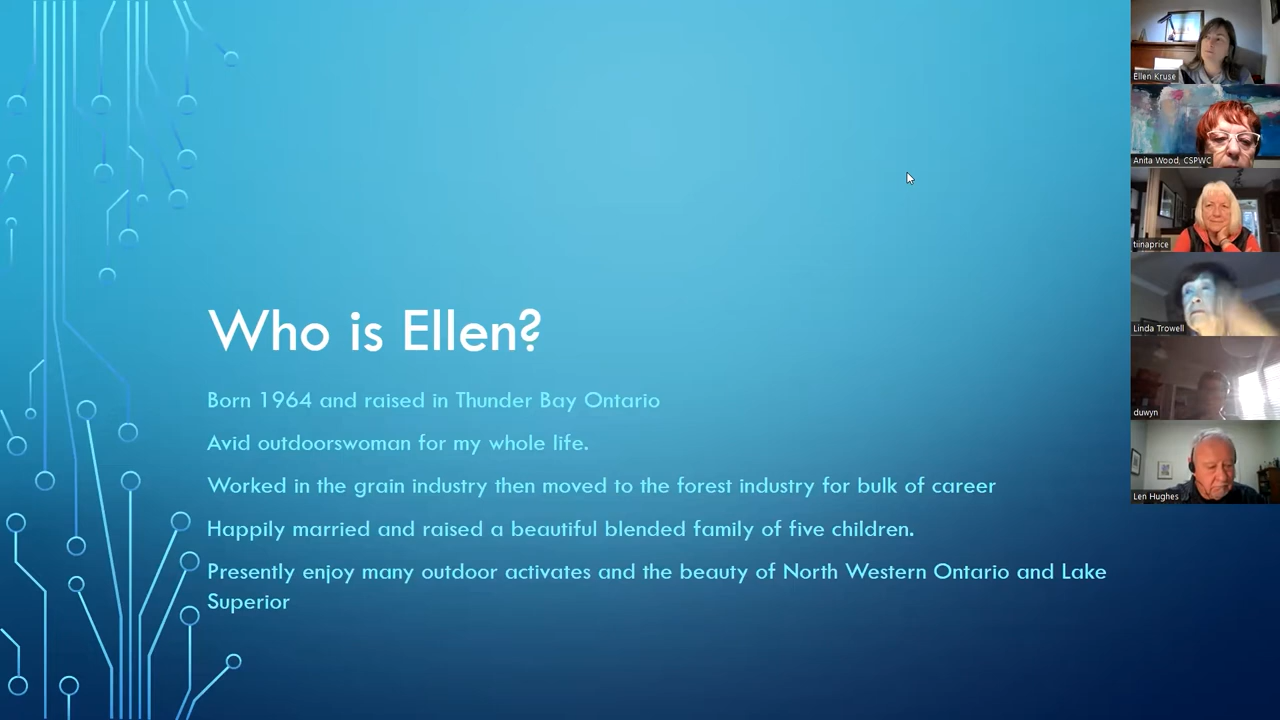 Who is Ellen?
Born 1964 and raised in Thunder Bay Ontario
Avid outdoorswoman for my whole life.
Worked in the grain industry then moved to the forest industry for bulk of career
Happily married and raised a beautiful blended family of five children.
Presently enjoy many outdoor activates and the beauty of North Western Ontario and Lake
Superior
Ellen Kruse
Anita Wood, CSPWC
tiinaprice
Linda Trowell
duwyn
Len Hughes